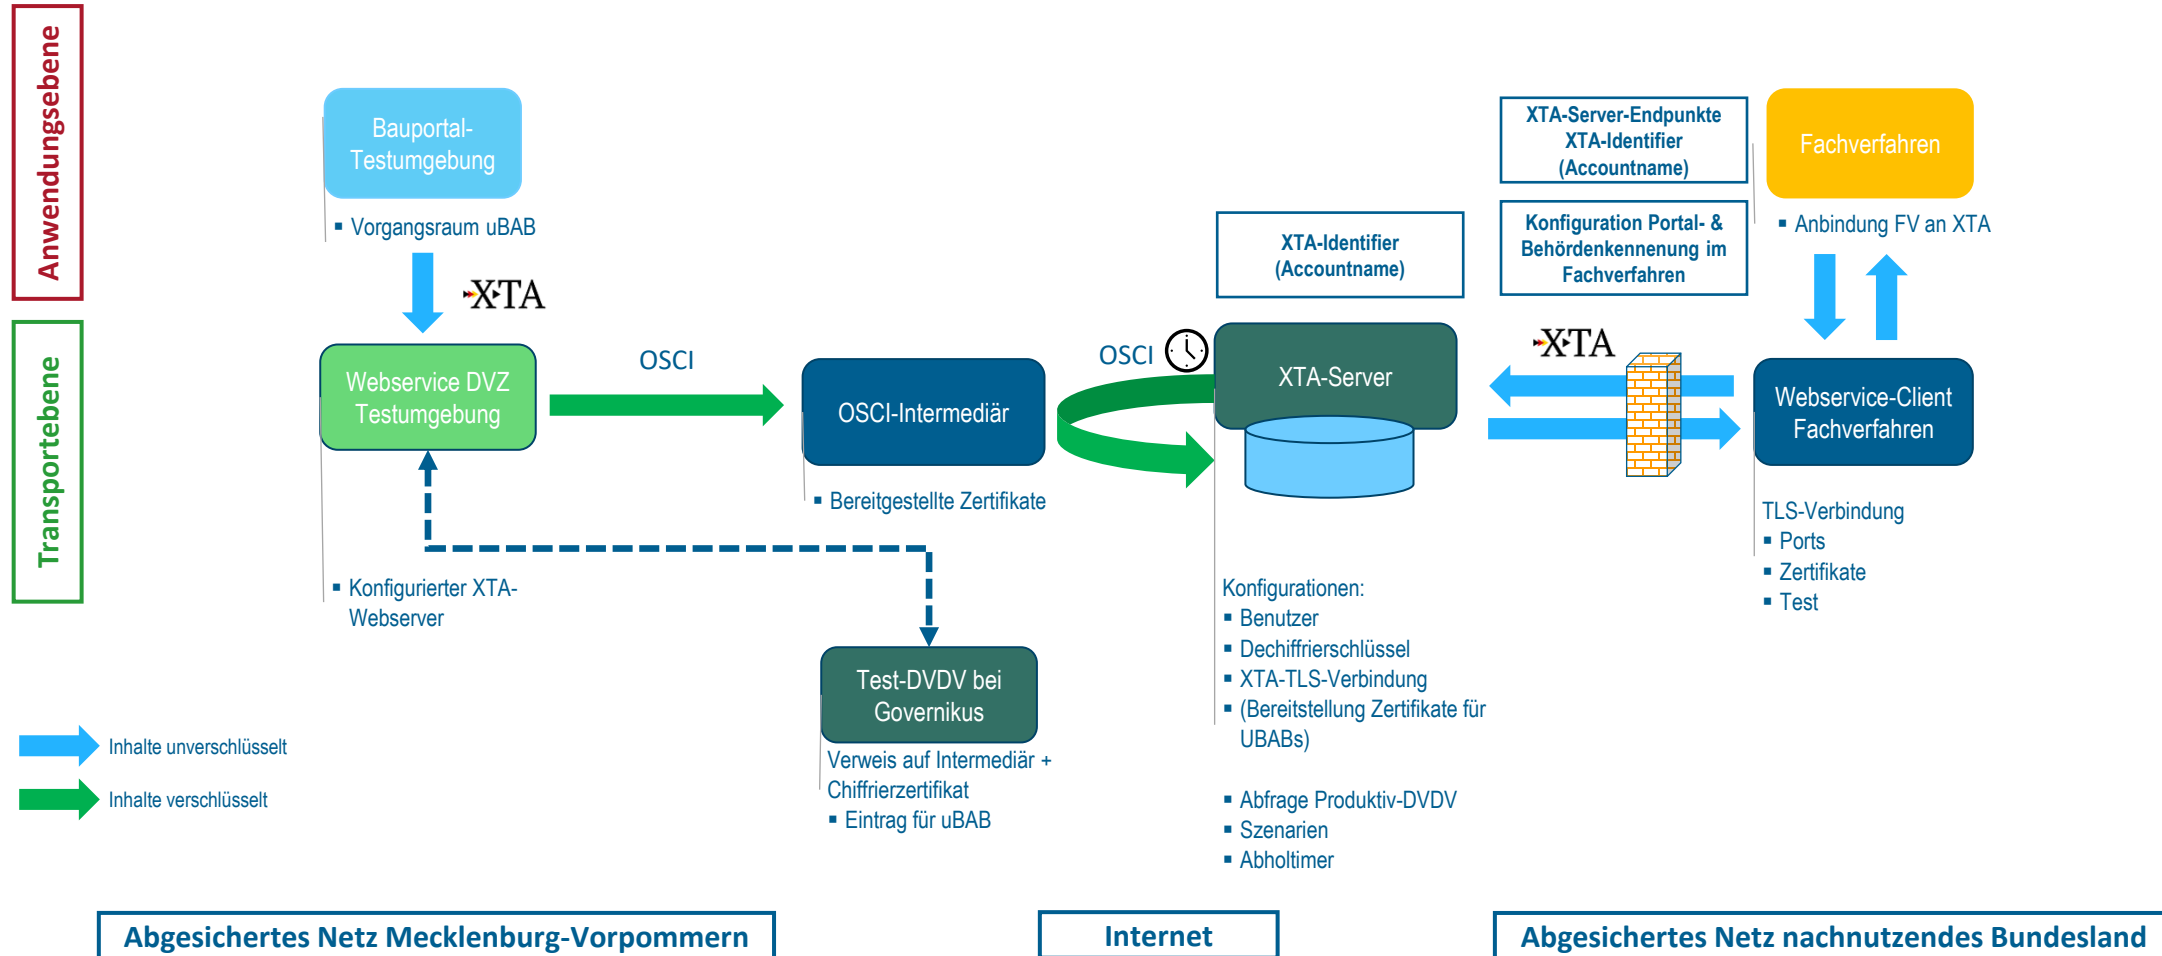 Anwendungsebene
Transportebene
Bauportal-
Testumgebung
▪ Vorgangsraum uBAB
XTA
Webservice DVZ
Testumgebung
▪ Konfigurierter XTA-
Webserver
OSCI
OSCI-Intermediär
▪ Bereitgestellte Zertifikate
Test-DVDV bei
Governikus
Verweis auf Intermediär +
Chiffrierzertifikat
▪ Eintrag für uBAB
OSCI
XTA-Identifier
(Accountname)
XTA-Server
Konfigurationen:
▪ Benutzer
▪ Dechiffrierschlüssel
▪ XTA-TLS-Verbindung
▪ (Bereitstellung Zertifikate für
UBABs)
▪ Abfrage Produktiv-DVDV
▪ Szenarien
▪ Abholtimer
XTA-Server-Endpunkte
XTA-Identifier
(Accountname)
Konfiguration Portal- &
Behördenkennenung im
Fachverfahren
XTA
Fachverfahren
▪ Anbindung FV an XTA
Webservice-Client
Fachverfahren
TLS-Verbindung
▪ Ports
▪ Zertifikate
▪ Test
Inhalte unverschlüsselt
Inhalte verschlüsselt
Abgesichertes Netz Mecklenburg-Vorpommern
Internet
Abgesichertes Netz nachnutzendes Bundesland